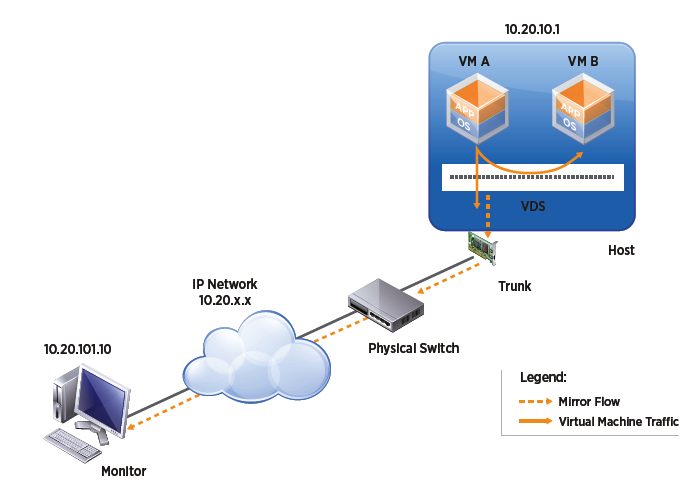 10.20.10.1
VM A
VM B
APP
OS
APP
OS
VDS
Host
Trunk
IP Network
10.20.x.x
Physical Switch
10.20.101.10
Monitor
Legend:
Mirror Flow
Virtual Machine Traffic